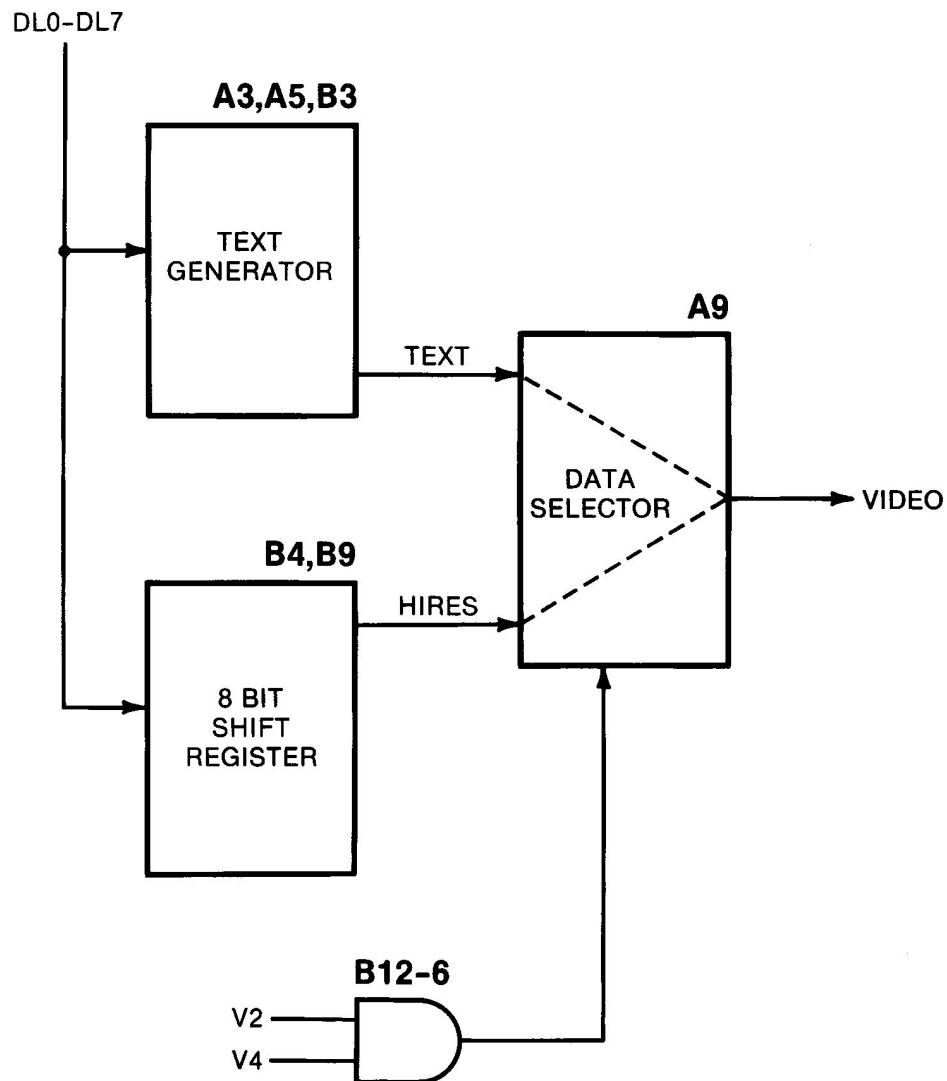 DL0-DL7
A3,A5,B3
TEXT
GENERATOR
A9
TEXT
DATA
SELECTOR
VIDEO
B4,B9
HIRES
8 BIT
SHIFT
REGISTER
B12-6
V2
V4